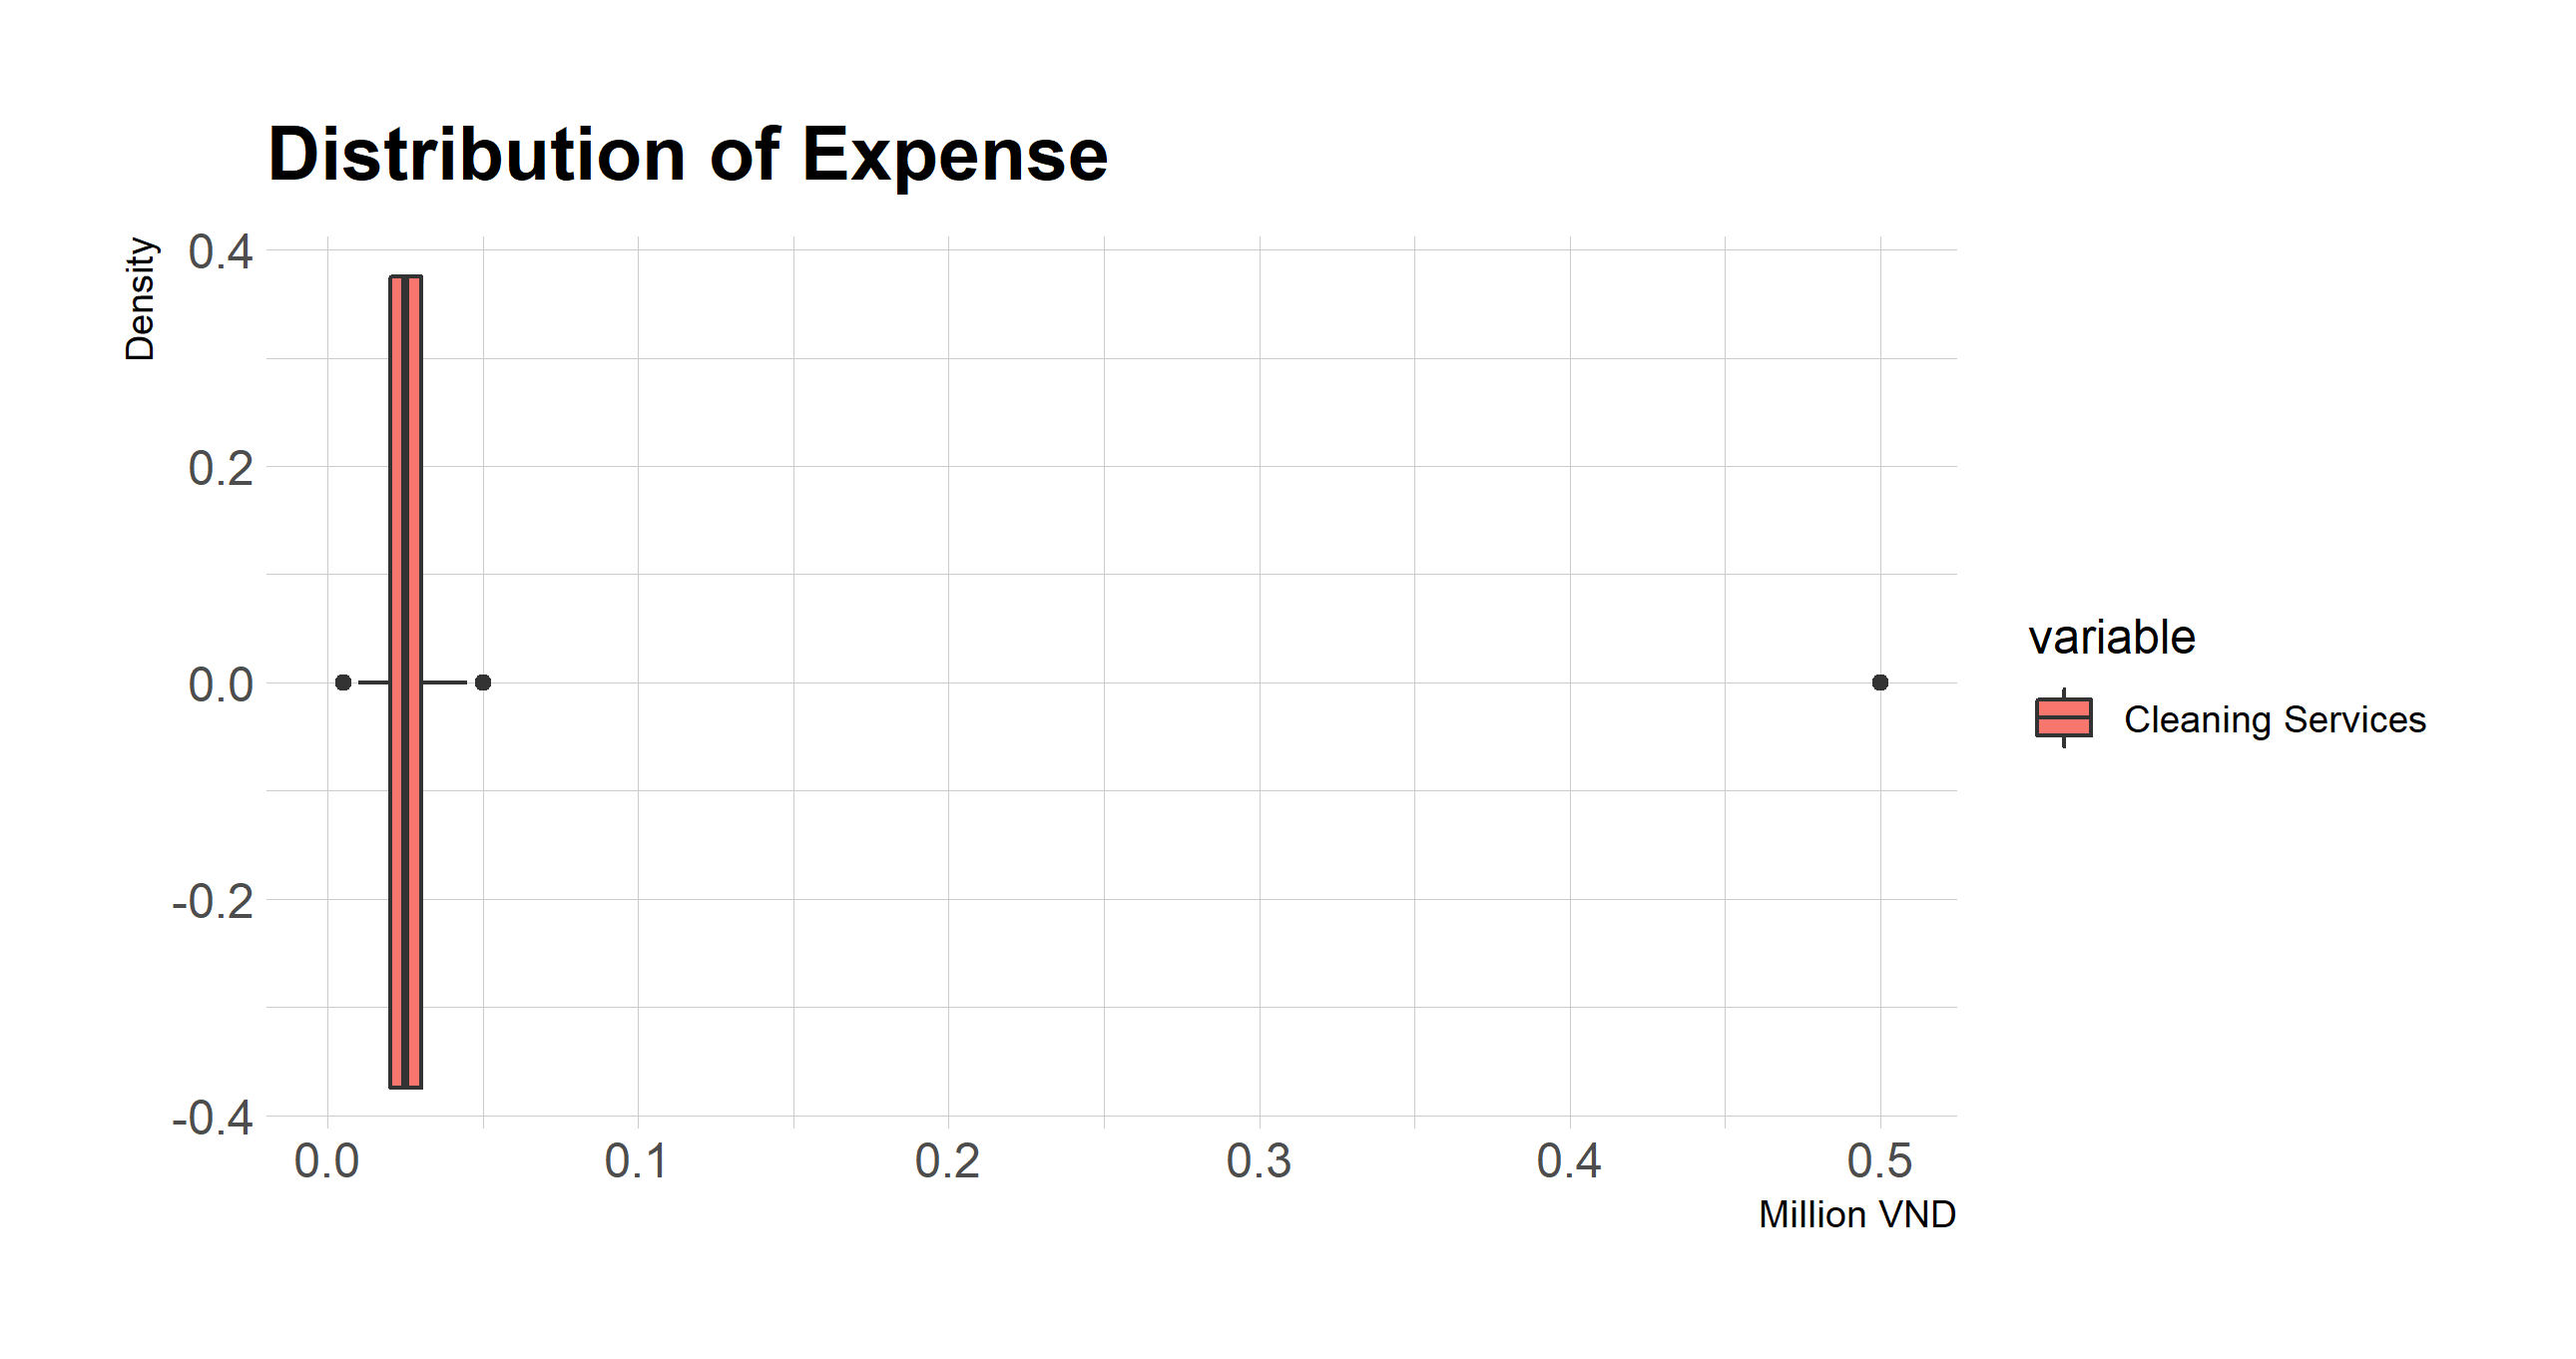 Distribution of Expense
Density
0.4
0.2
0.0
-0.2
-0.4
0.0 0.1 0.2 0.3 0.4 0.5
Million VND
variable
Cleaning Services